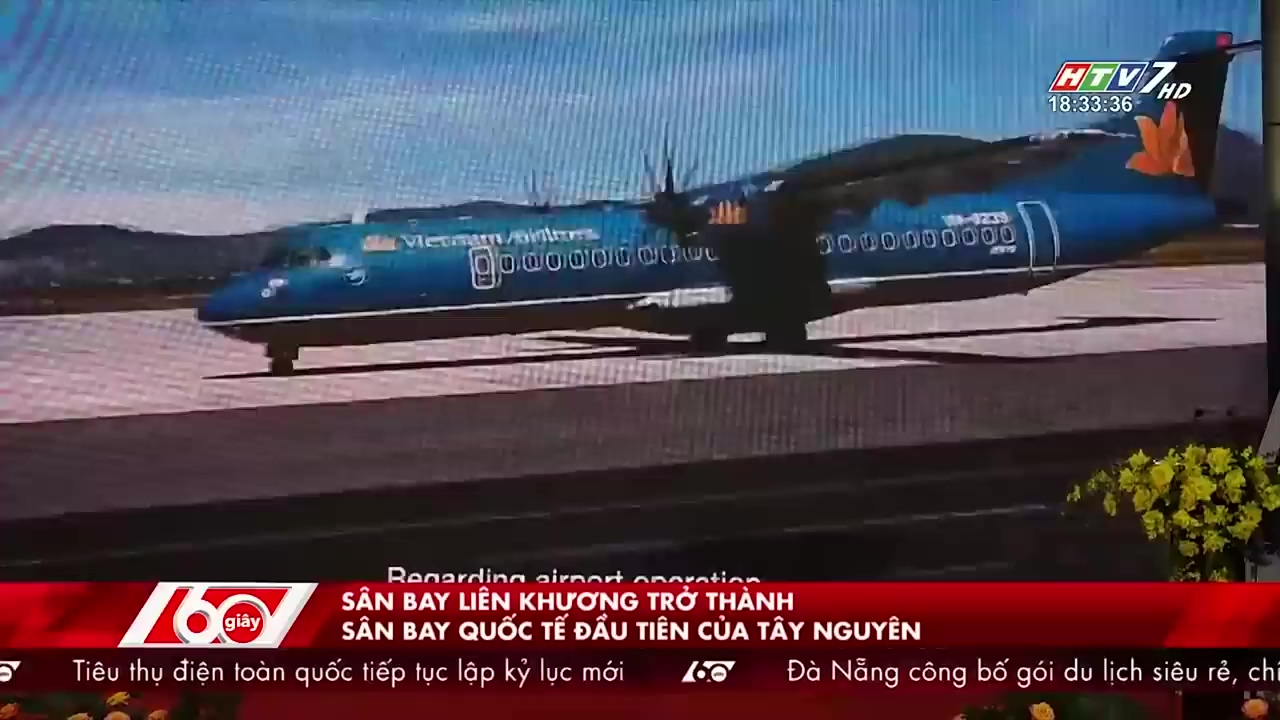 HTV7 HD
18:33:36
Vietnam Airlines
Regarding airport operation
60 giây
SÂN BAY LIÊN KHƯƠNG TRỞ THÀNH
SÂN BAY QUỐC TẾ ĐẦU TIÊN CỦA TÂY NGUYÊN
Tiêu thụ điện toàn quốc tiếp tục lập kỷ lục mới
60
Đà Nẵng công bố gói du lịch siêu rẻ, chỉ